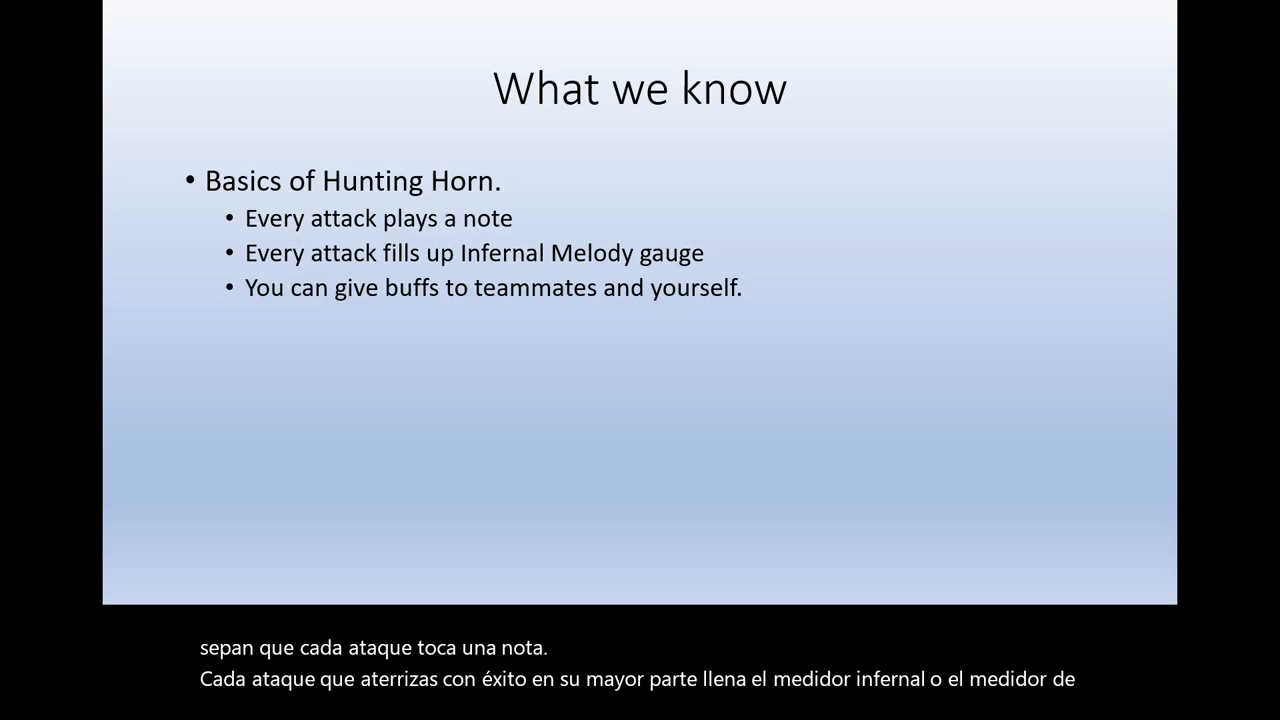 What we know
• Basics of Hunting Horn.
• Every attack plays a note
• Every attack fills up Infernal Melody gauge
• You can give buffs to teammates and yourself.
sepan que cada ataque toca una nota.
Cada ataque que aterrizas con éxito en su mayor parte llena el medidor infernal o el medidor de